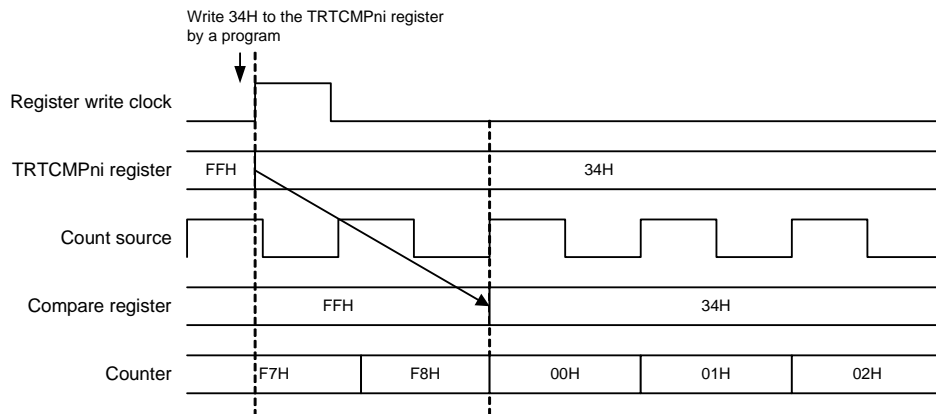 Write 34H to the TRTCMPni register
by a program
Register write clock
TRTCMPni register
FFH
34H
Count source
Compare register
FFH
34H
Counter
F7H
F8H
00H
01H
02H